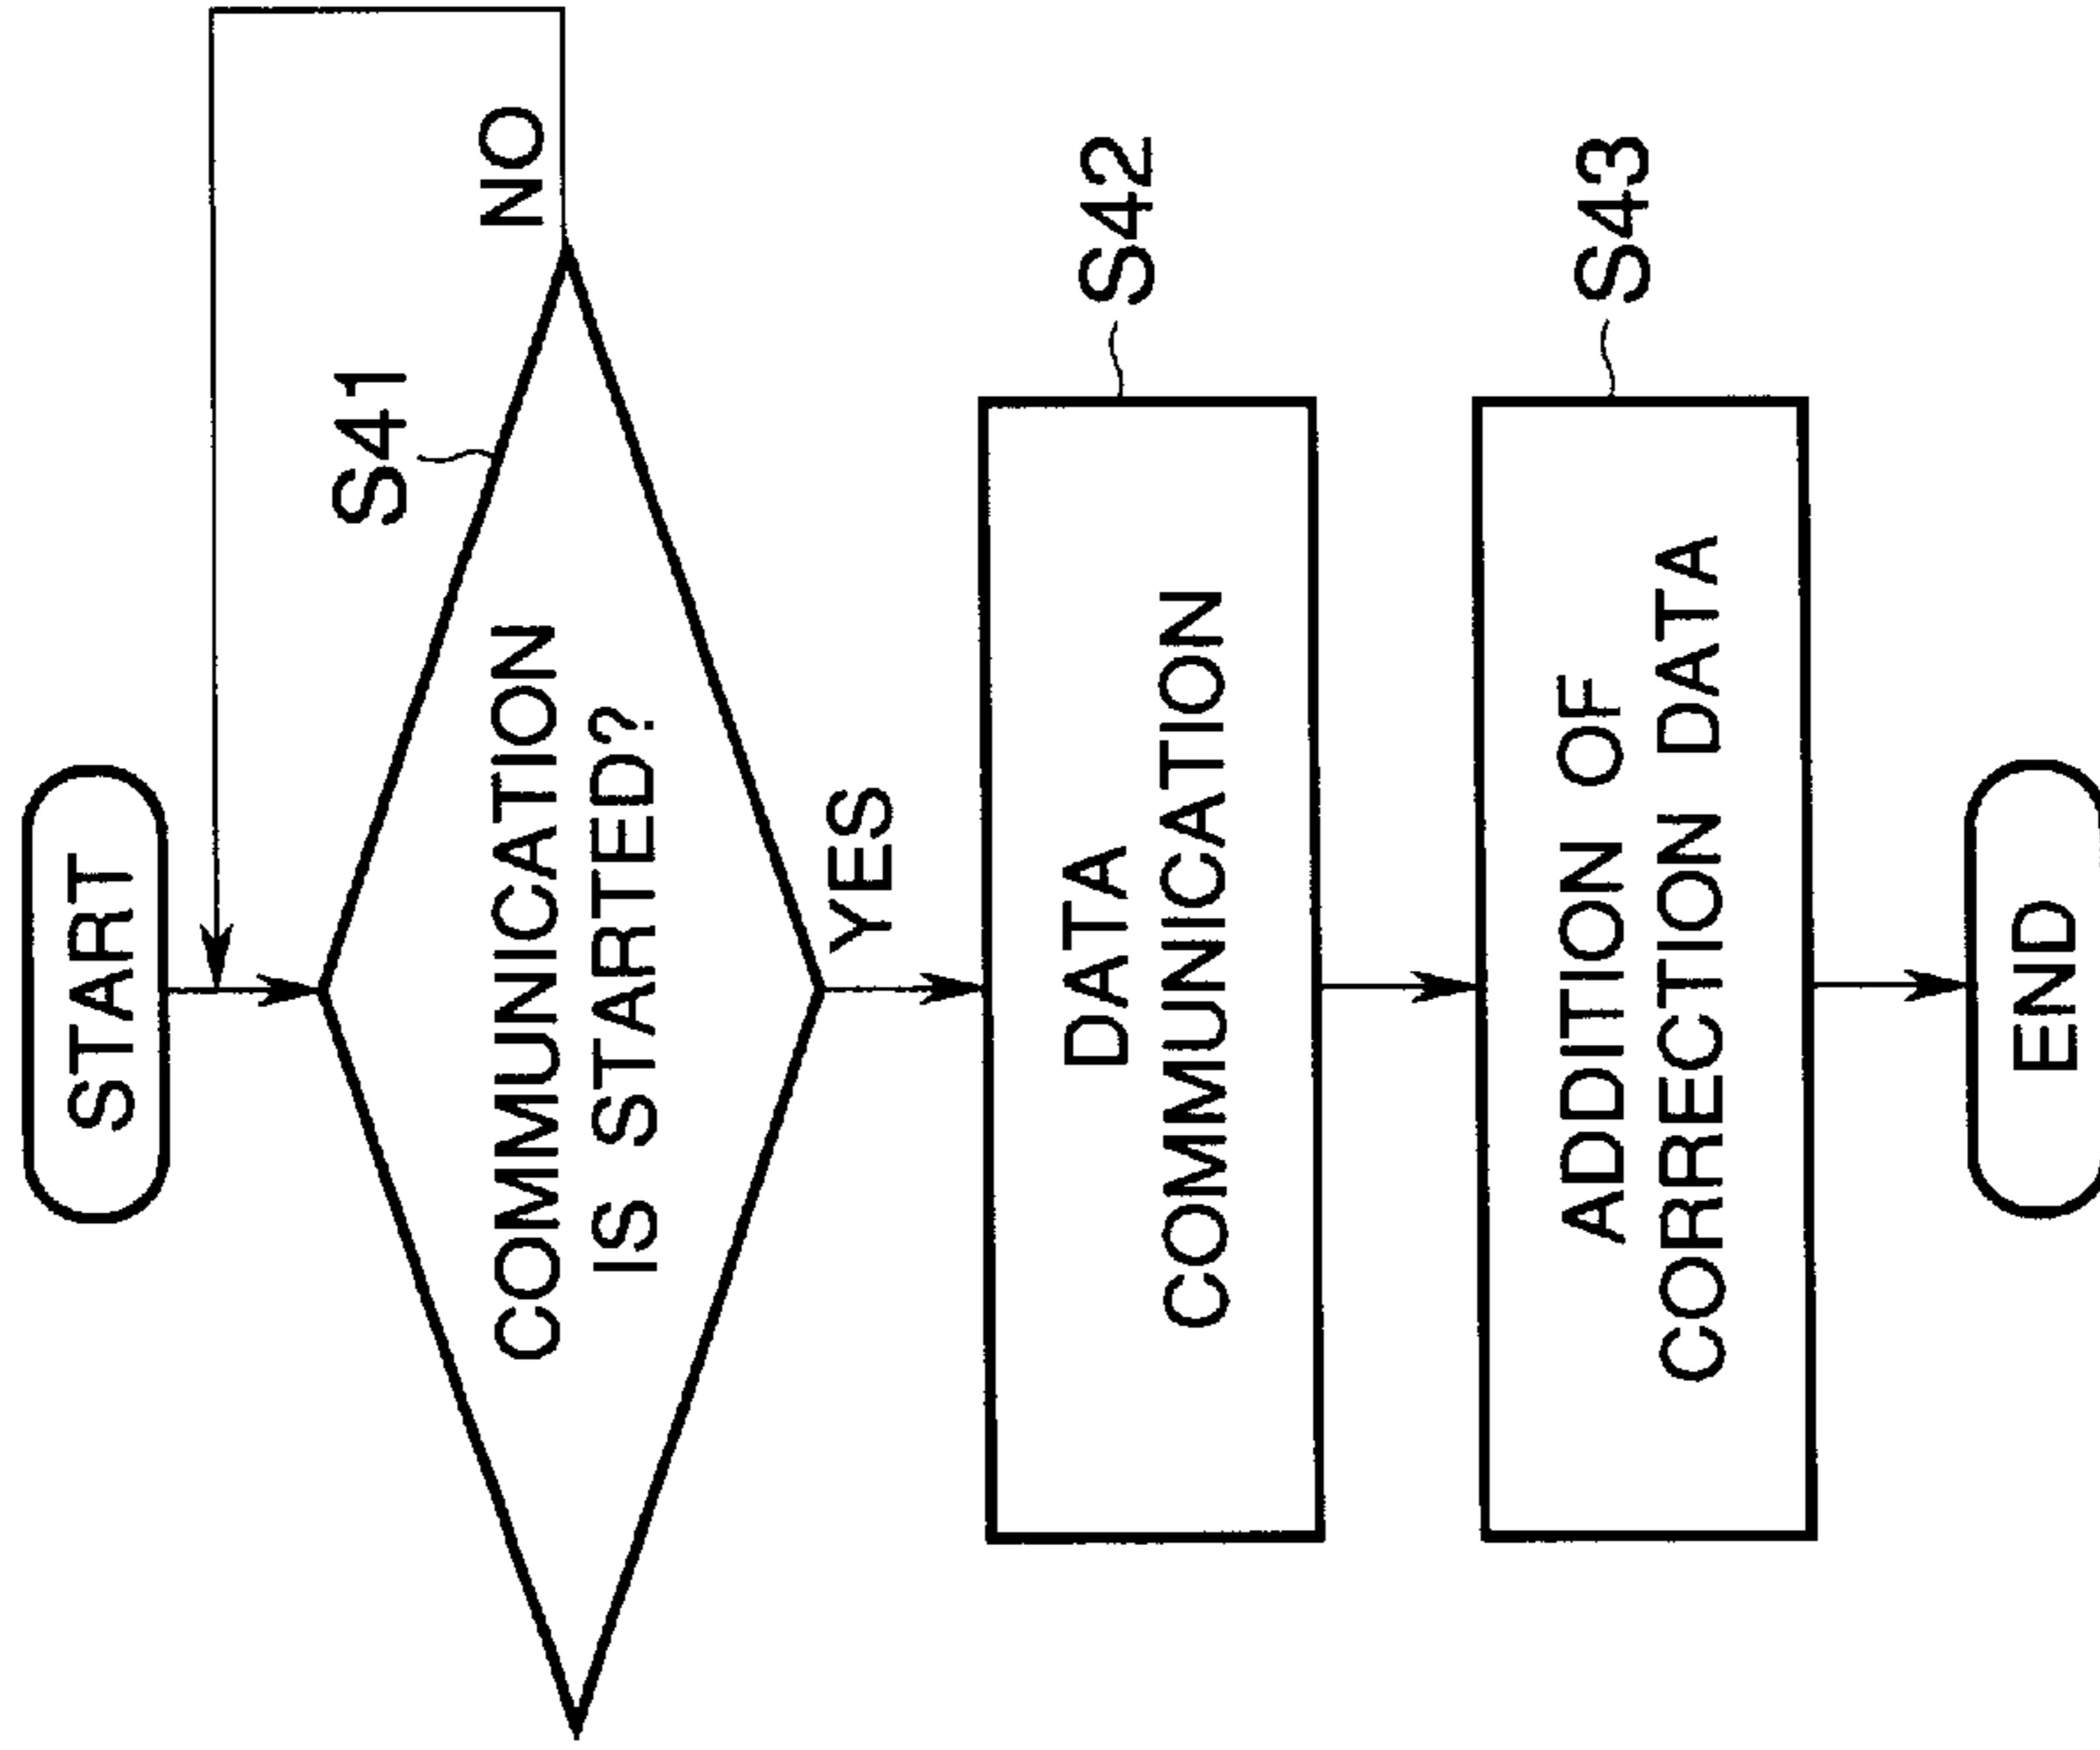 START
S41
COMMUNICATION
IS STARTED?
NO
YES
DATA
COMMUNICATION
S42
ADDITION OF
CORRECTION DATA
S43
END